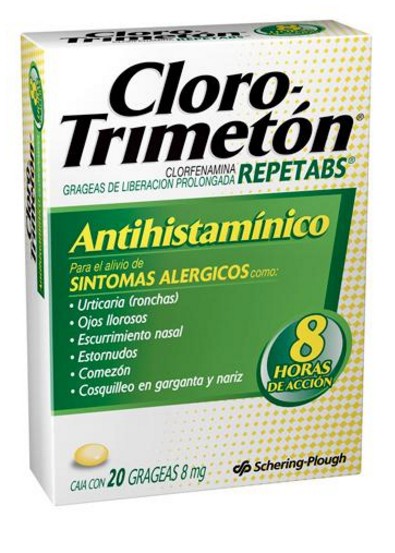 Cloro-
Trimetón®
CLORFENAMINA
GRAGEAS DE LIBERACION PROLONGADA REPETABS®
Antihistamínico
Para el alivio de
SINTOMAS ALERGICOS como:
• Urticaria (ronchas)
• Ojos llorosos
• Escurrimiento nasal
• Estornudos
• Comezón
• Cosquilleo en garganta y nariz
8
HORAS
DE ACCIÓN
CAJA CON 20 GRAGEAS 8 mg
Schering-Plough